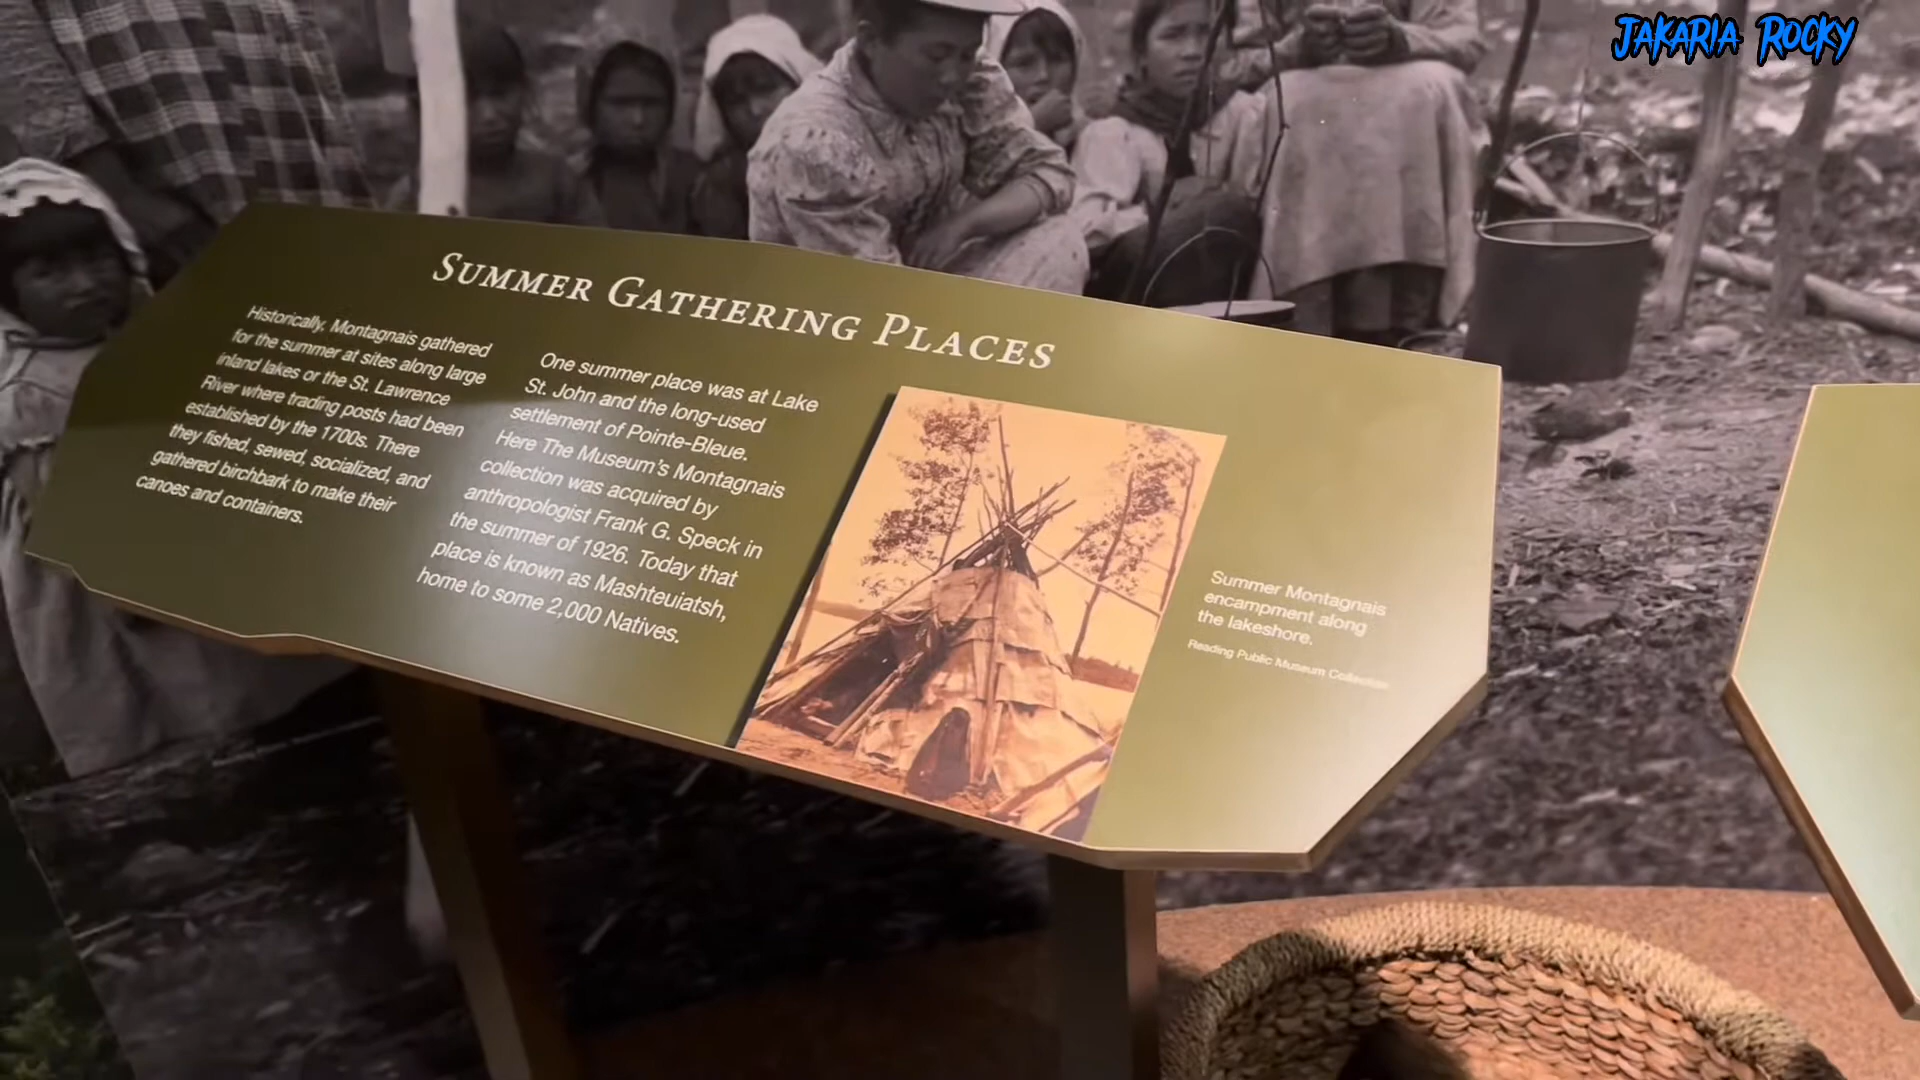 JAKARIA ROCKY
SUMMER GATHERING PLACES
Historically, Montagnais gathered
for the summer at sites along large
inland lakes or the St. Lawrence
River where trading posts had been
established by the 1700s. There
they fished, sewed, socialized, and
gathered birchbark to make their
canoes and containers.
One summer place was at Lake
St. John and the long-used
settlement of Pointe-Bleue.
Here The Museum's Montagnais
collection was acquired by
anthropologist Frank G. Speck in
the summer of 1926. Today that
place is known as Mashteuiatsh,
home to some 2,000 Natives.
Summer Montagnais
encampment along
the lakeshore.
Reading Public Museum Collection